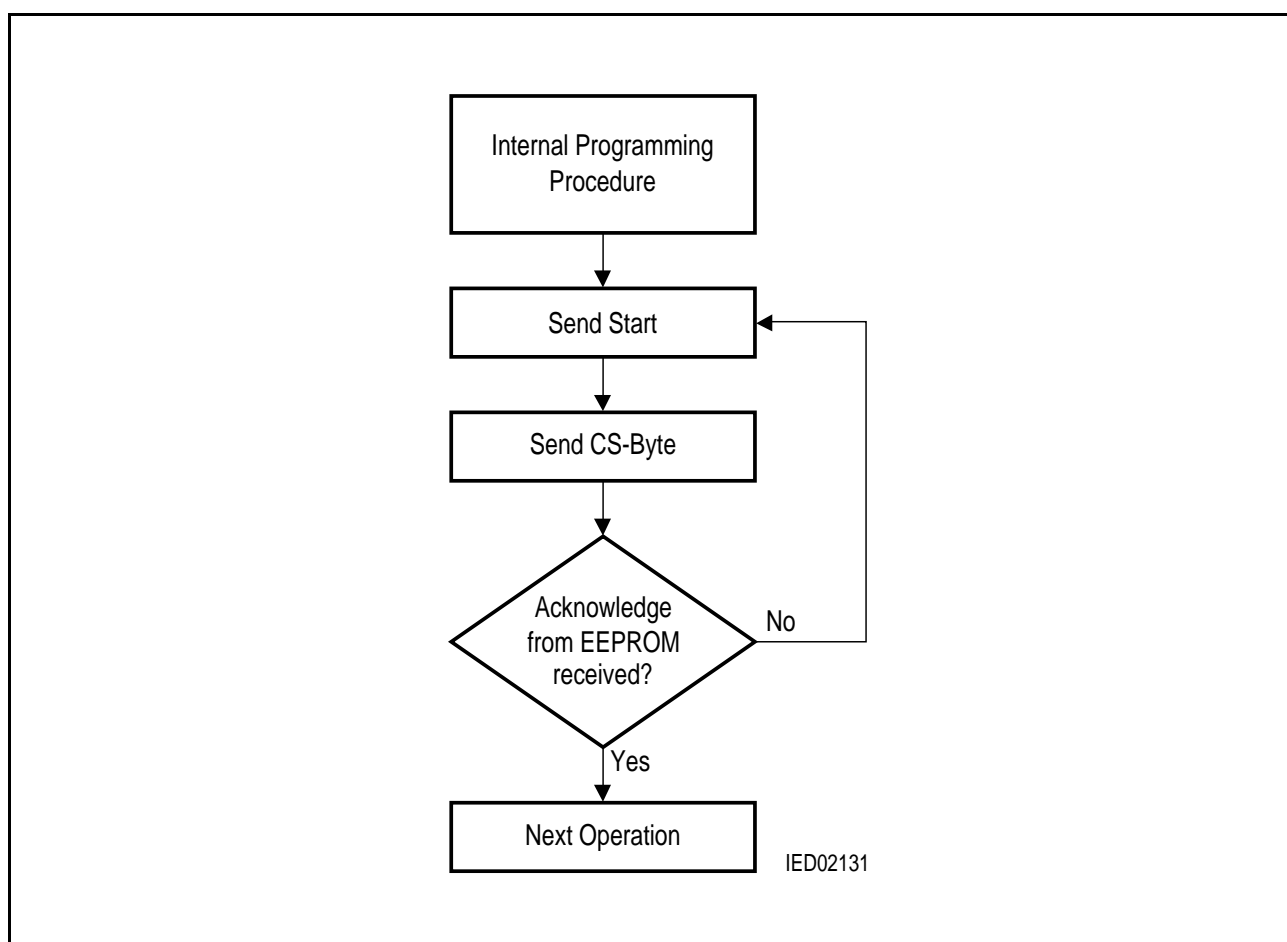 Internal Programming
Procedure
Send Start
Send CS-Byte
Acknowledge
from EEPROM
received?
No
Yes
Next Operation
IED02131